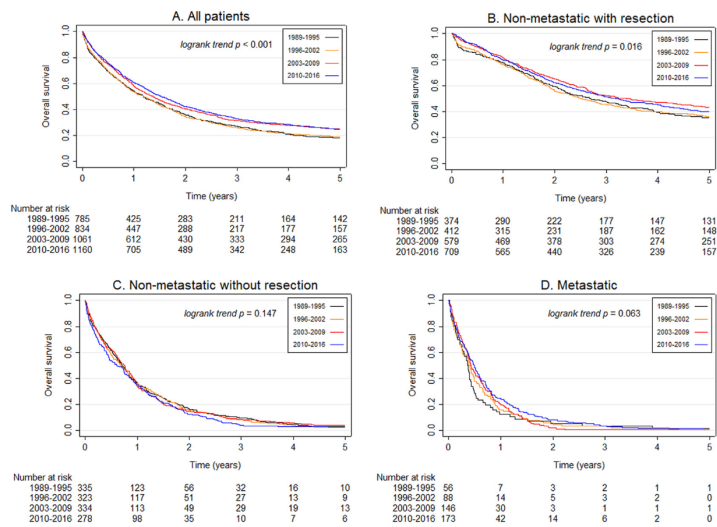 A. All patients
logrank trend p < 0.001
1989-1995
1996-2002
2003-2009
2010-2016
Overall survival
1.0
0.8
0.6
0.4
0.2
0.0
0 1 2 3 4 5
Time (years)
Number at risk
1989-1995 785 425 283 211 164 142
1996-2002 834 447 288 217 177 157
2003-2009 1061 612 430 333 294 265
2010-2016 1160 705 489 342 248 163
B. Non-metastatic with resection
logrank trend p = 0.016
1989-1995
1996-2002
2003-2009
2010-2016
Overall survival
1.0
0.8
0.6
0.4
0.2
0.0
0 1 2 3 4 5
Time (years)
Number at risk
1989-1995 374 290 222 177 147 131
1996-2002 412 315 231 187 162 148
2003-2009 579 469 378 303 274 251
2010-2016 709 565 440 326 239 157
C. Non-metastatic without resection
logrank trend p = 0.147
1989-1995
1996-2002
2003-2009
2010-2016
Overall survival
1.0
0.8
0.6
0.4
0.2
0.0
0 1 2 3 4 5
Time (years)
Number at risk
1989-1995 335 123 56 32 16 10
1996-2002 323 117 51 27 13 9
2003-2009 334 113 49 29 19 13
2010-2016 278 98 35 10 7 6
D. Metastatic
logrank trend p = 0.063
1989-1995
1996-2002
2003-2009
2010-2016
Overall survival
1.0
0.8
0.6
0.4
0.2
0.0
0 1 2 3 4 5
Time (years)
Number at risk
1989-1995 56 7 3 2 1 1
1996-2002 88 14 5 3 2 0
2003-2009 146 30 3 1 1 1
2010-2016 173 42 14 6 2 0